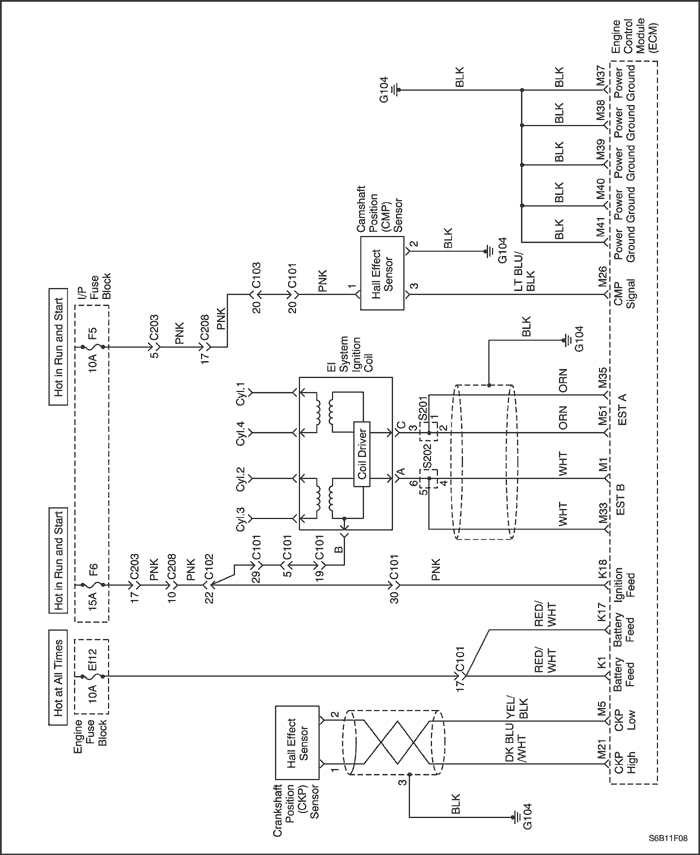 Hot at All Times
Hot in Run and Start
Hot in Run and Start
Engine
Fuse
Block
10A
Ef12
15A
F6
10A
F5
I/P
Fuse
Block
17
C203
PNK
10
C208
PNK
22
C102
29
C101
5
C101
19
C101
B
5
C203
PNK
17
C208
PNK
20
C103
20
C101
PNK
Cyl.3
Cyl.2
Cyl.4
Cyl.1
EI
System
Ignition
Coil
Coil Driver
A
C
6
S202
5
4
3
S201
1
2
Camshaft
Position
(CMP)
Sensor
Hall Effect
Sensor
1
2
3
BLK
G104
LT BLU/
BLK
G104
BLK
BLK
BLK
BLK
BLK
BLK
30
C101
PNK
17
C101
RED/
WHT
RED/
WHT
Crankshaft
Position
(CKP)
Sensor
Hall Effect
Sensor
1
2
3
BLK
G104
DK BLU
/WHT
YEL/
BLK
WHT
WHT
ORN
ORN
BLK
G104
M21
M5
K1
K17
K18
M33
M1
M51
M35
M26
M41
M40
M39
M38
M37
CKP
High
CKP
Low
Battery
Feed
Battery
Feed
Ignition
Feed
EST B
EST A
CMP
Signal
Power
Ground
Power
Ground
Power
Ground
Power
Ground
Power
Ground
Engine
Control
Module
(ECM)
S6B11F08